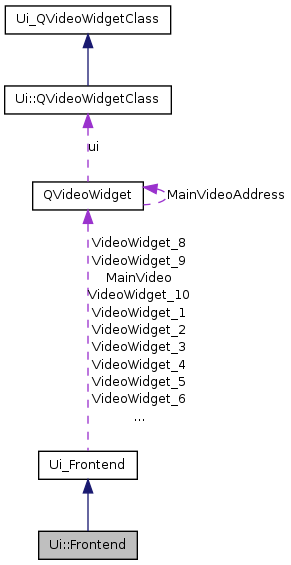 Ui_QVideoWidgetClass
Ui::QVideoWidgetClass
ui
QVideoWidget
MainVideoAddress
VideoWidget_8
VideoWidget_9
MainVideo
VideoWidget_10
VideoWidget_1
VideoWidget_2
VideoWidget_3
VideoWidget_4
VideoWidget_5
VideoWidget_6
...
Ui_Frontend
Ui::Frontend